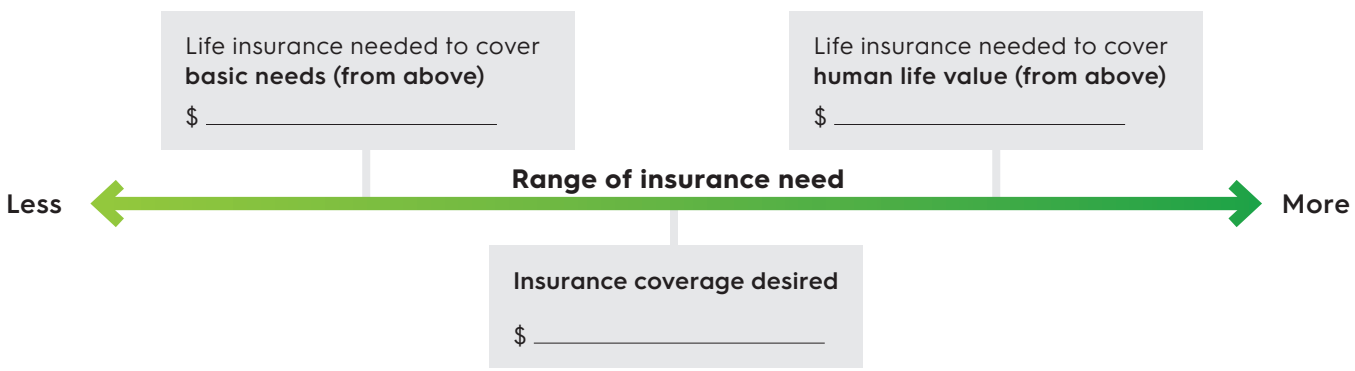 Life insurance needed to cover
basic needs (from above)
$
Life insurance needed to cover
human life value (from above)
$
Range of insurance need
Less
More
Insurance coverage desired
$